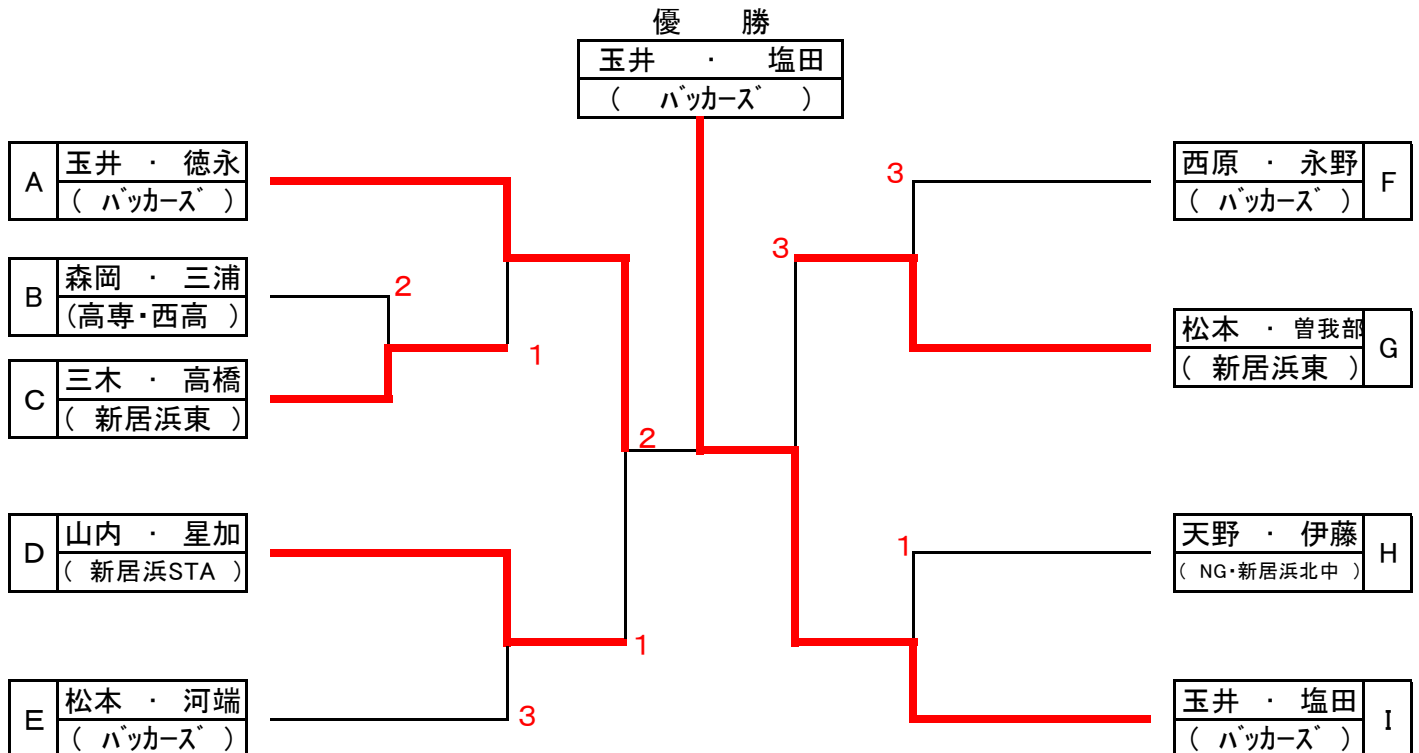 優　勝
玉井 ・ 塩田
( バッカーズ )
A
玉井 ・ 徳永
( バッカーズ )
B
森岡 ・ 三浦
(高専・西高 )
2
C
三木 ・ 高橋
( 新居浜東 )
1
D
山内 ・ 星加
( 新居浜STA )
2
1
E
松本 ・ 河端
( バッカーズ )
3
西原 ・ 永野
( バッカーズ )
F
3
3
松本 ・ 曽我部
( 新居浜東 )
G
天野 ・ 伊藤
( NG・新居浜北中 )
H
1
玉井 ・ 塩田
( バッカーズ )
I